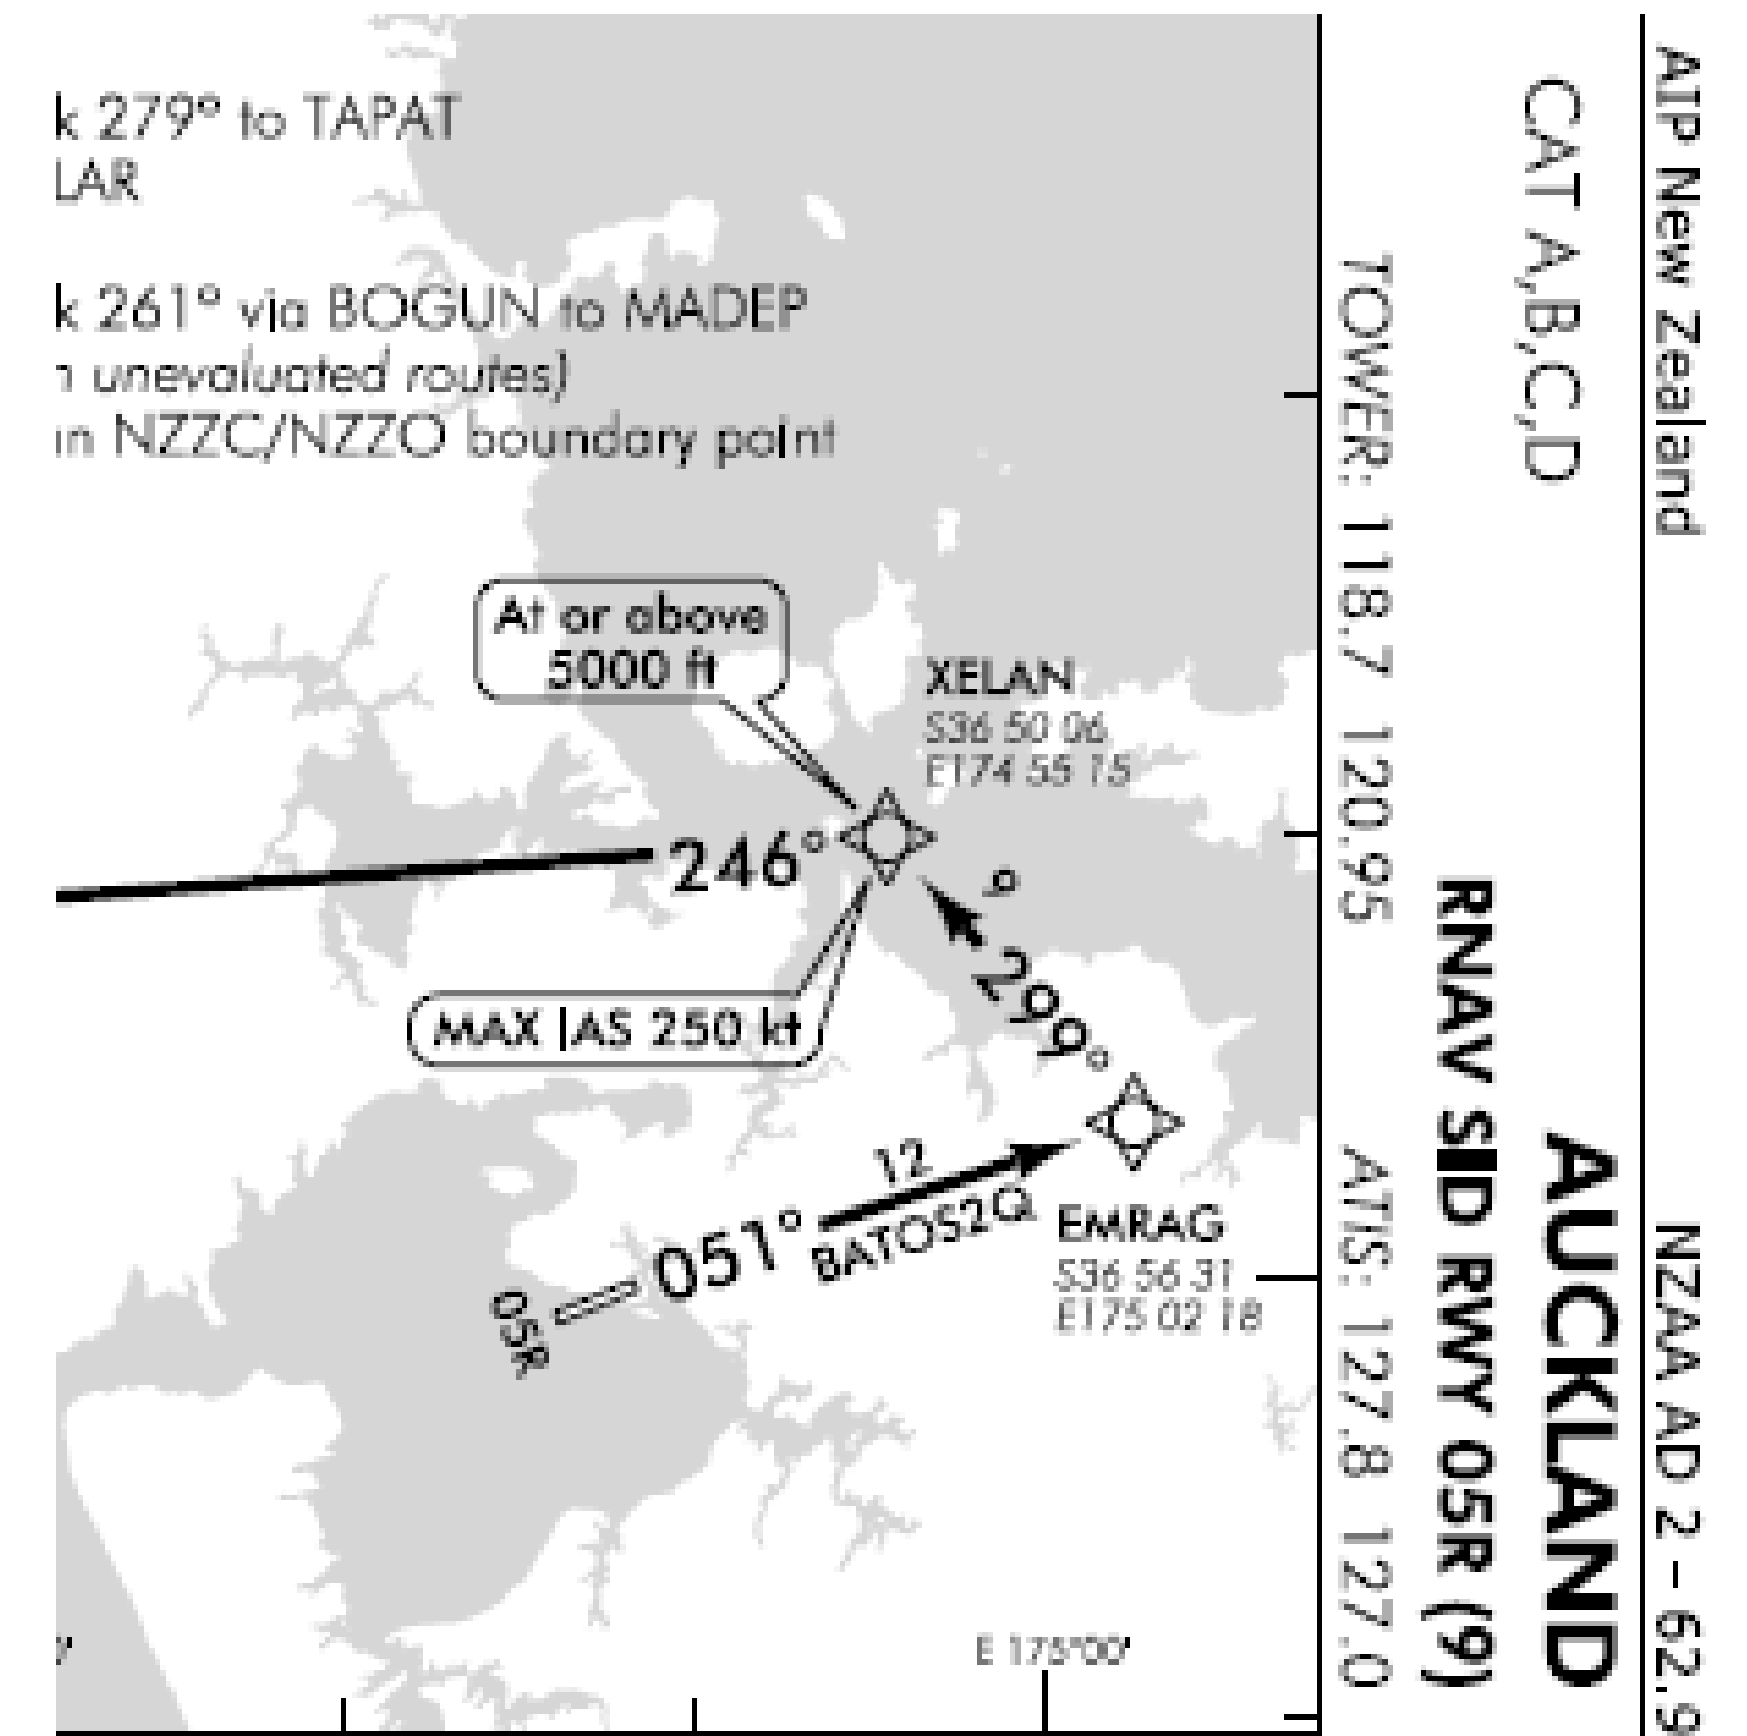 AIP New Zealand
NZAA AD 2 – 62.9
CAT A,B,C,D
AUCKLAND
RNAV SID RWY 05R (9)
TOWER: 118.7 120.95
ATIS: 127.8 127.0
k 279° to TAPAT
LAR
k 261° via BOGUN to MADEP
n unevaluated routes)
an NZZC/NZZO boundary point
At or above
5000 ft
XELAN
S36 50 06
E174 55 15
246°
9
299°
MAX IAS 250 kt
12
051°
BATOS2Q
EMRAG
S36 56 31
E175 02 18
05R
E 175°00'